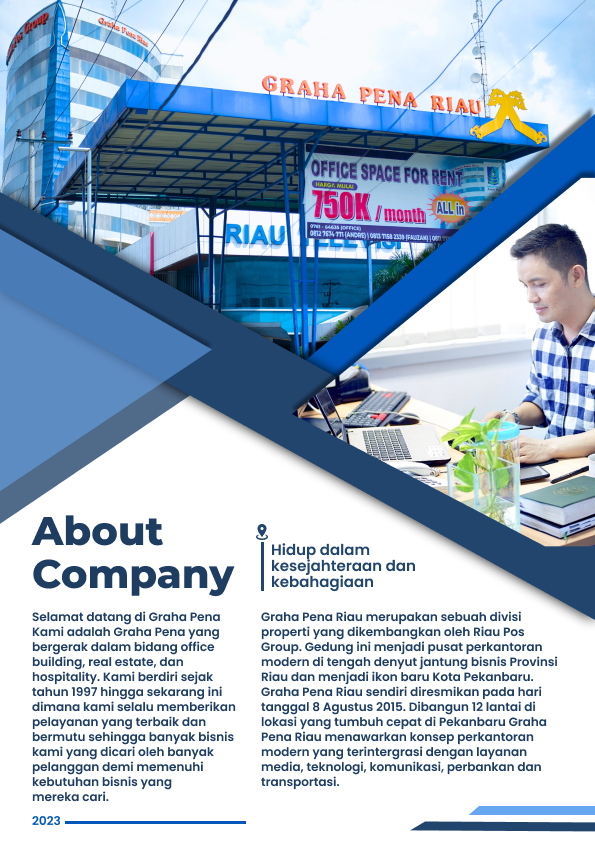 Graha Pena Riau
GRAHA PENA RIAU
OFFICE SPACE FOR RENT
HARGA MULAI
750K / month
ALL in
0761 - 64636 (OFFICE)
RIAU TELEVISI
About
Company
Hidup dalam
kesejahteraan dan
kebahagiaan
Selamat datang di Graha Pena
Kami adalah Graha Pena yang
bergerak dalam bidang office
building, real estate, dan
hospitality. Kami berdiri sejak
tahun 1997 hingga sekarang ini
dimana kami selalu memberikan
pelayanan yang terbaik dan
bermutu sehingga banyak bisnis
kami yang dicari oleh banyak
pelanggan demi memenuhi
kebutuhan bisnis yang
mereka cari.
Graha Pena Riau merupakan sebuah divisi
properti yang dikembangkan oleh Riau Pos
Group. Gedung ini menjadi pusat perkantoran
modern di tengah denyut jantung bisnis Provinsi
Riau dan menjadi ikon baru Kota Pekanbaru.
Graha Pena Riau sendiri diresmikan pada hari
tanggal 8 Agustus 2015. Dibangun 12 lantai di
lokasi yang tumbuh cepat di Pekanbaru Graha
Pena Riau menawarkan konsep perkantoran
modern yang terintergrasi dengan layanan
media, teknologi, komunikasi, perbankan dan
transportasi.
2023